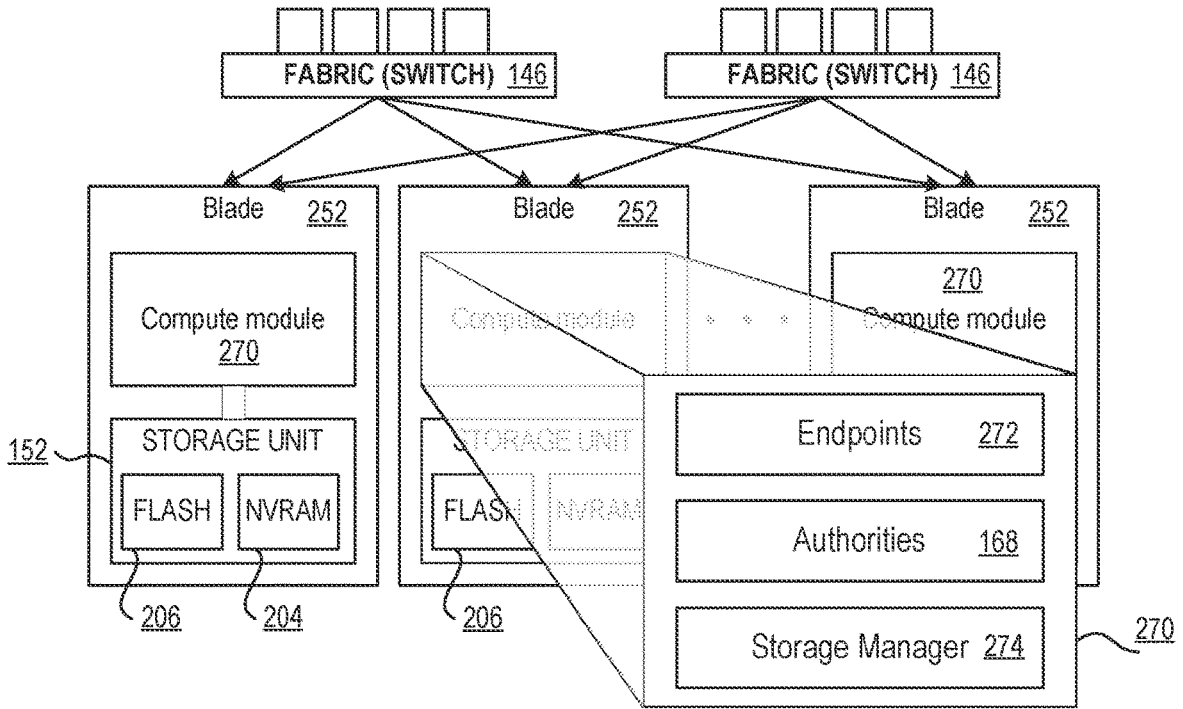 FABRIC (SWITCH) 146
FABRIC (SWITCH) 146
Blade 252
Blade 252
Blade 252
Compute module
270
Compute module
. . .
270
Compute module
152
STORAGE UNIT
FLASH
NVRAM
206
204
STORAGE UNIT
FLASH
NVRAM
206
Endpoints 272
Authorities 168
Storage Manager 274
270